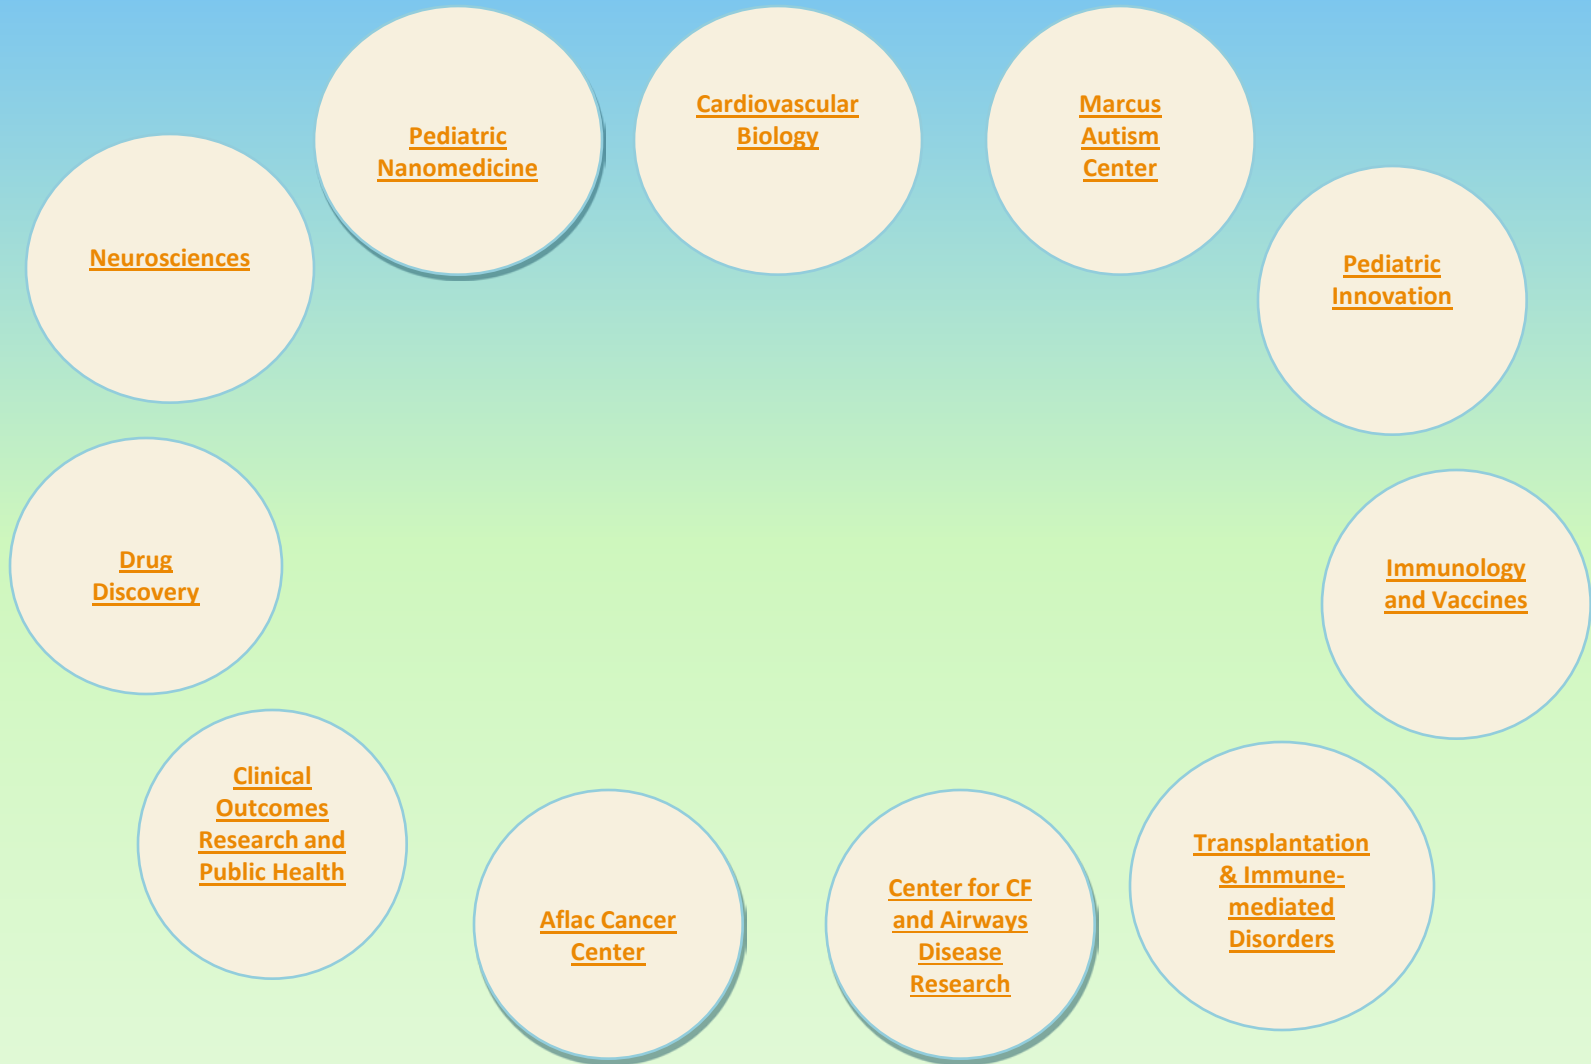 Cardiovascular
Biology
Marcus
Autism
Center
Pediatric
Nanomedicine
Neurosciences
Pediatric
Innovation
Drug
Discovery
Immunology
and Vaccines
Clinical
Outcomes
Research and
Public Health
Aflac Cancer
Center
Center for CF
and Airways
Disease
Research
Transplantation
& Immune-
mediated
Disorders